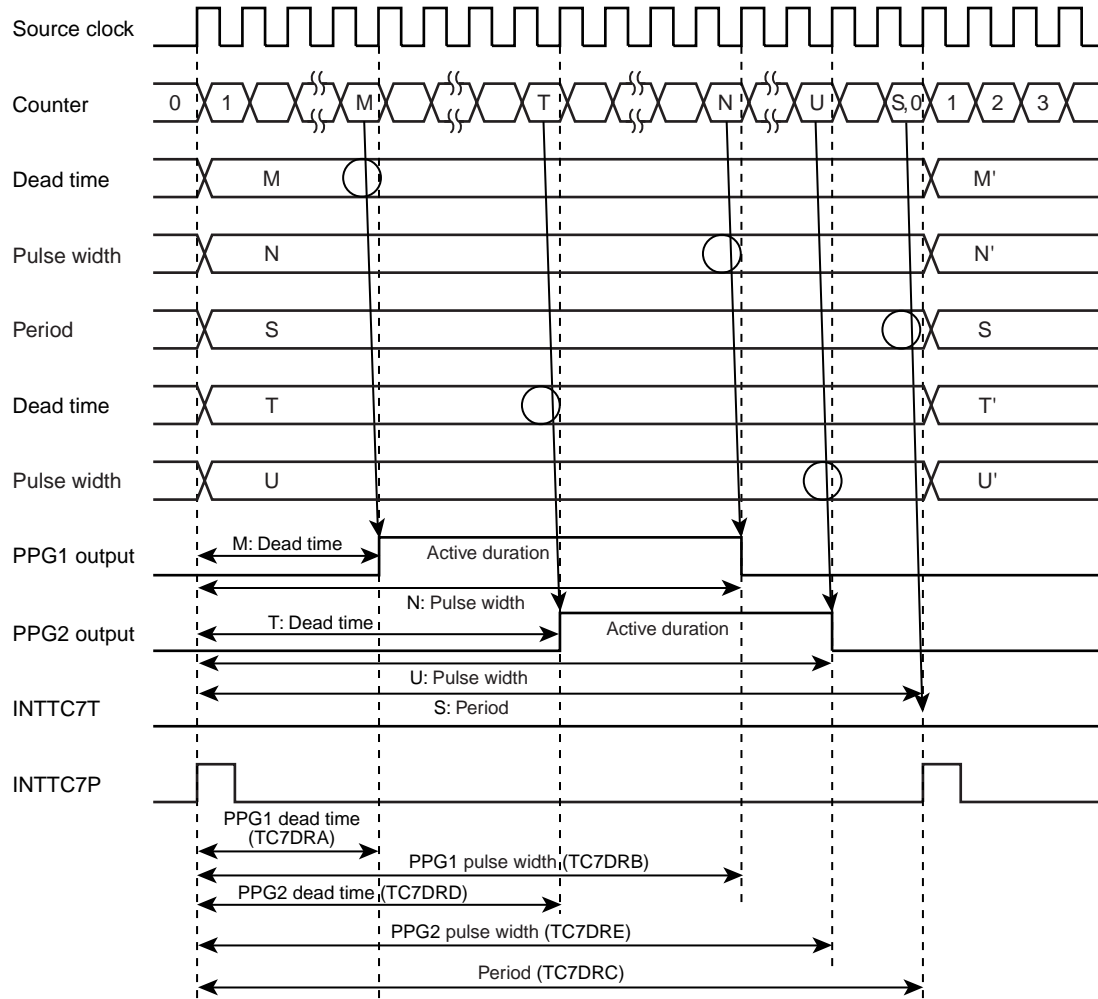 Source clock
Counter 0 1 M T N U S,0 1 2 3
Dead time M M'
Pulse width N N'
Period S S
Dead time T T'
Pulse width U U'
PPG1 output M: Dead time Active duration
N: Pulse width
PPG2 output T: Dead time Active duration
U: Pulse width
INTTC7T S: Period
INTTC7P
PPG1 dead time
(TC7DRA)
PPG1 pulse width (TC7DRB)
PPG2 dead time (TC7DRD)
PPG2 pulse width (TC7DRE)
Period (TC7DRC)